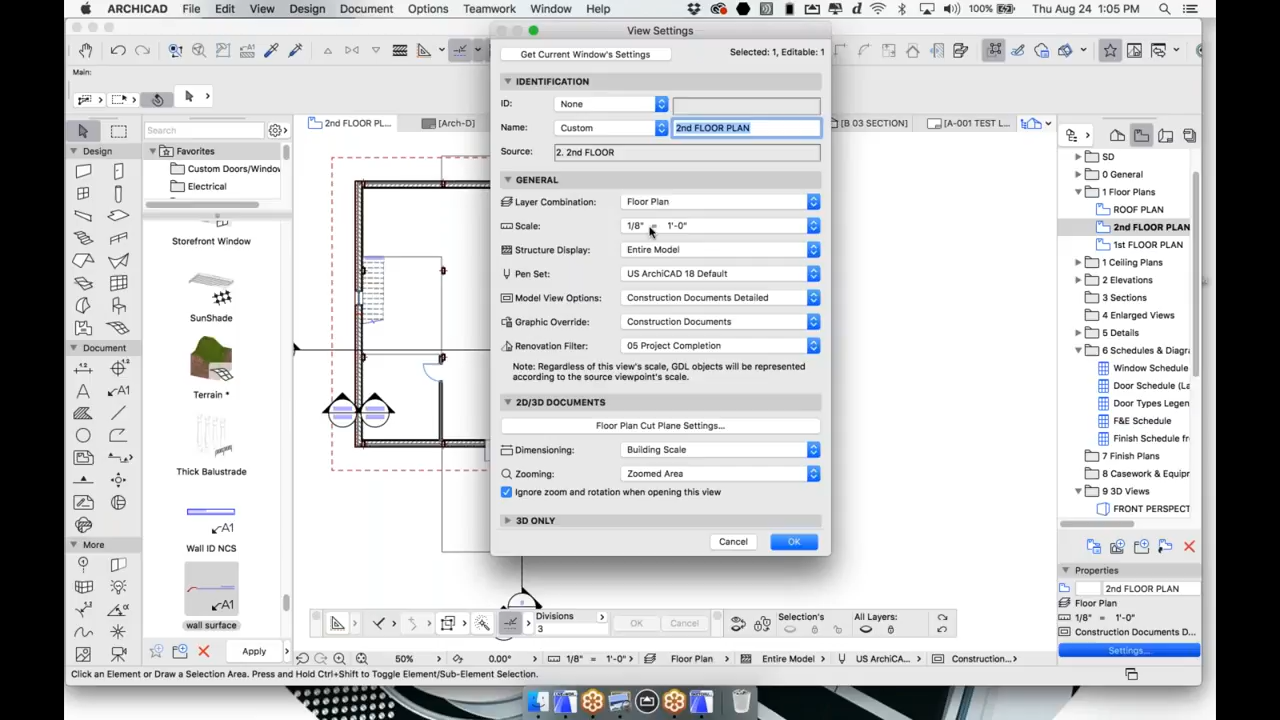 ARCHICAD File Edit View Design Document Options Teamwork Window Help
100% Thu Aug 24 1:05 PM
Main:
Search
Favorites
Custom Doors/Window
Electrical
Storefront Window
SunShade
Terrain *
Thick Balustrade
Wall ID NCS
wall surface
Apply
Design
Document
More
2nd FLOOR PL...
[Arch-D]
[B 03 SECTION]
[A-001 TEST L...
View Settings
Get Current Window's Settings
Selected: 1, Editable: 1
IDENTIFICATION
ID: None
Name: Custom 2nd FLOOR PLAN
Source: 2. 2nd FLOOR
GENERAL
Layer Combination: Floor Plan
Scale: 1/8" = 1'-0"
Structure Display: Entire Model
Pen Set: US ArchiCAD 18 Default
Model View Options: Construction Documents Detailed
Graphic Override: Construction Documents
Renovation Filter: 05 Project Completion
Note: Regardless of this view's scale, GDL objects will be represented
according to the source viewpoint's scale.
2D/3D DOCUMENTS
Floor Plan Cut Plane Settings...
Dimensioning: Building Scale
Zooming: Zoomed Area
Ignore zoom and rotation when opening this view
3D ONLY
Cancel OK
SD
0 General
1 Floor Plans
ROOF PLAN
2nd FLOOR PLAN
1st FLOOR PLAN
1 Ceiling Plans
2 Elevations
3 Sections
4 Enlarged Views
5 Details
6 Schedules & Diagra
Window Schedule
Door Schedule (La
Door Types Legen
F&E Schedule
Finish Schedule fr
7 Finish Plans
8 Casework & Equip
9 3D Views
FRONT PERSPECT
Properties
2nd FLOOR PLAN
Floor Plan
1/8" = 1'-0"
Construction Documents D...
Settings...
Divisions
3
OK Cancel
Selection's
All Layers:
50% 0.00° 1/8" = 1'-0" Floor Plan Entire Model US ArchiCA... Construction...
Click an Element or Draw a Selection Area. Press and Hold Ctrl+Shift to Toggle Element/Sub-Element Selection.